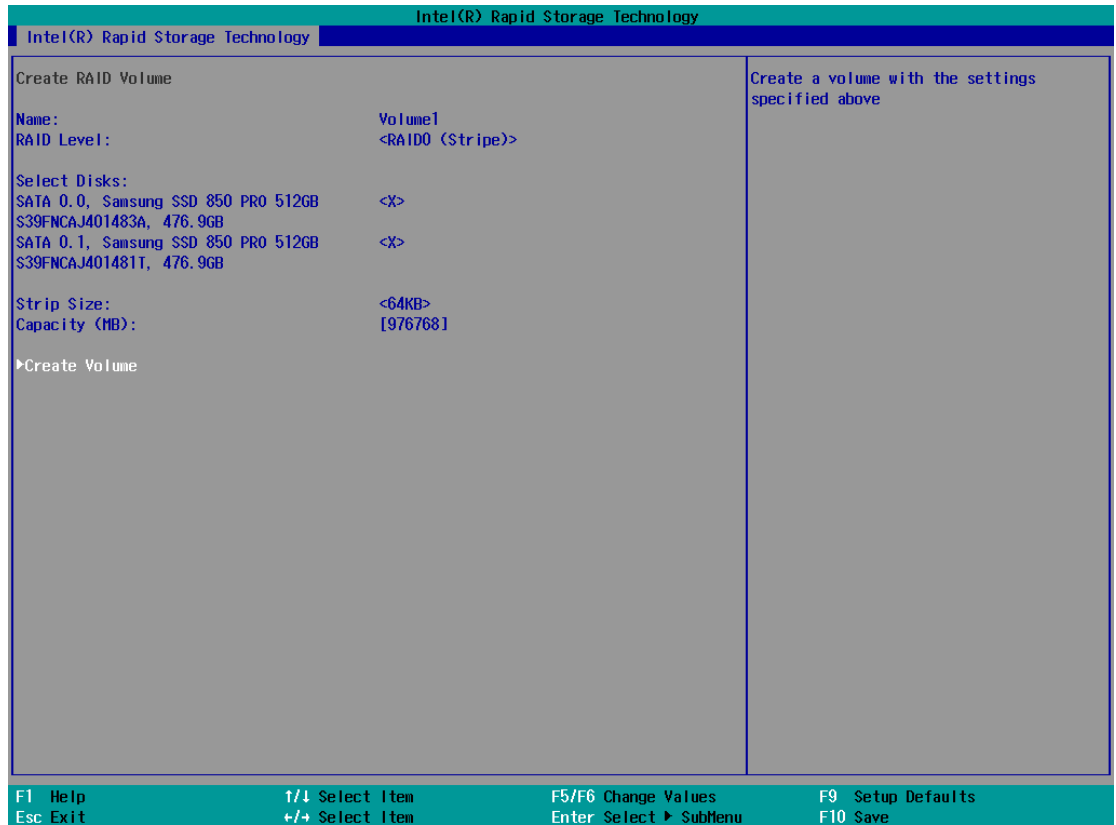 Intel(R) Rapid Storage Technology
Intel(R) Rapid Storage Technology
Create RAID Volume
Name: Volume1
RAID Level: <RAID0 (Stripe)>
Select Disks:
SATA 0.0, Samsung SSD 850 PRO 512GB <X>
S39FNCAJ401483A, 476.9GB
SATA 0.1, Samsung SSD 850 PRO 512GB <X>
S39FNCAJ401481T, 476.9GB
Strip Size: <64KB>
Capacity (MB): [976768]
▶Create Volume
Create a volume with the settings
specified above
F1 Help ↑/↓ Select Item F5/F6 Change Values F9 Setup Defaults
Esc Exit ←/→ Select Item Enter Select ▶ SubMenu F10 Save